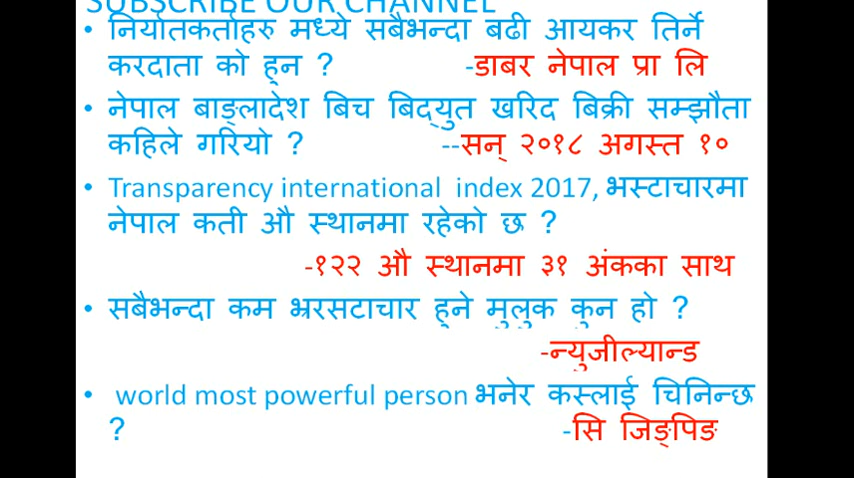 SUBSCRIBE OUR CHANNEL
• निर्यातकर्ताहरु मध्ये सबैभन्दा बढी आयकर तिर्ने
करदाता को हुन ? -डाबर नेपाल प्रा लि
• नेपाल बाङ्लादेश बिच बिद्युत खरिद बिक्री सम्झौता
कहिले गरियो ? --सन् २०१८ अगस्त १०
• Transparency international index 2017, भस्टाचारमा
नेपाल कती औ स्थानमा रहेको छ ?
-१२२ औ स्थानमा ३१ अंकका साथ
• सबैभन्दा कम भ्रसटाचार हुने मुलुक कुन हो ?
-न्युजील्यान्ड
• world most powerful person भनेर कस्लाई चिनिन्छ
? -सि जिङ्पिङ